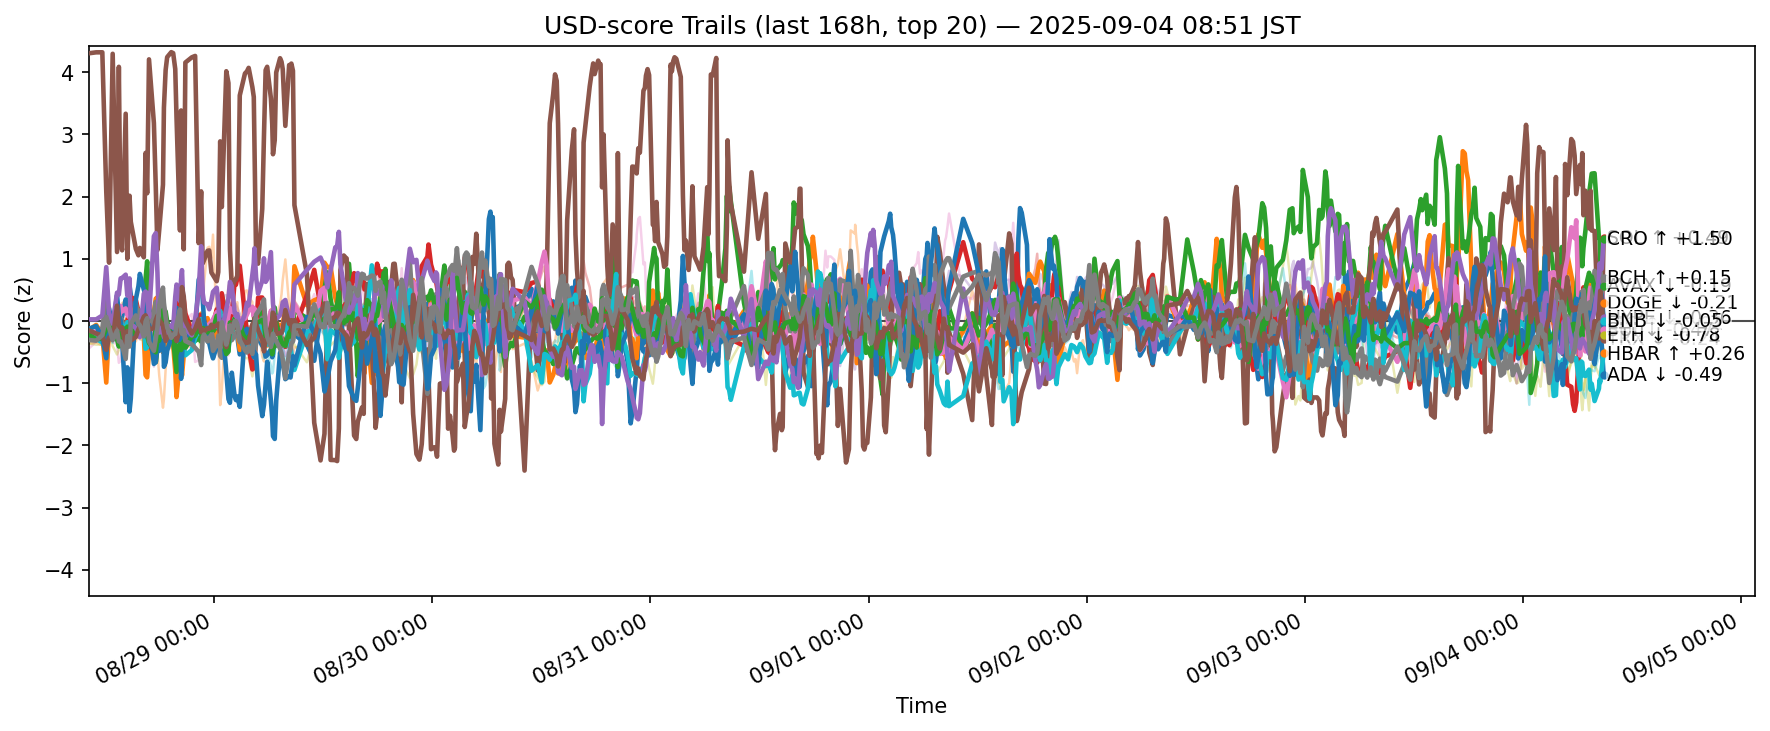 USD-score Trails (last 168h, top 20) — 2025-09-04 08:51 JST
Score (z)
4
3
2
1
0
−1
−2
−3
−4
CRO ↑ +1.50
BCH ↑ +0.15
DOGE ↓ -0.21
BNB ↓ -0.05
ETH ↓ -0.78
HBAR ↑ +0.26
ADA ↓ -0.49
08/29 00:00
08/30 00:00
08/31 00:00
09/01 00:00
09/02 00:00
09/03 00:00
09/04 00:00
09/05 00:00
Time